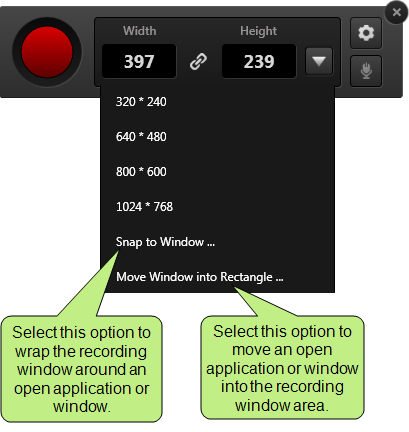 Width Height
397 239
320 * 240
640 * 480
800 * 600
1024 * 768
Snap to Window ...
Move Window into Rectangle ...
Select this option to
wrap the recording
window around an
open application or
window.
Select this option to
move an open
application or window
into the recording
window area.